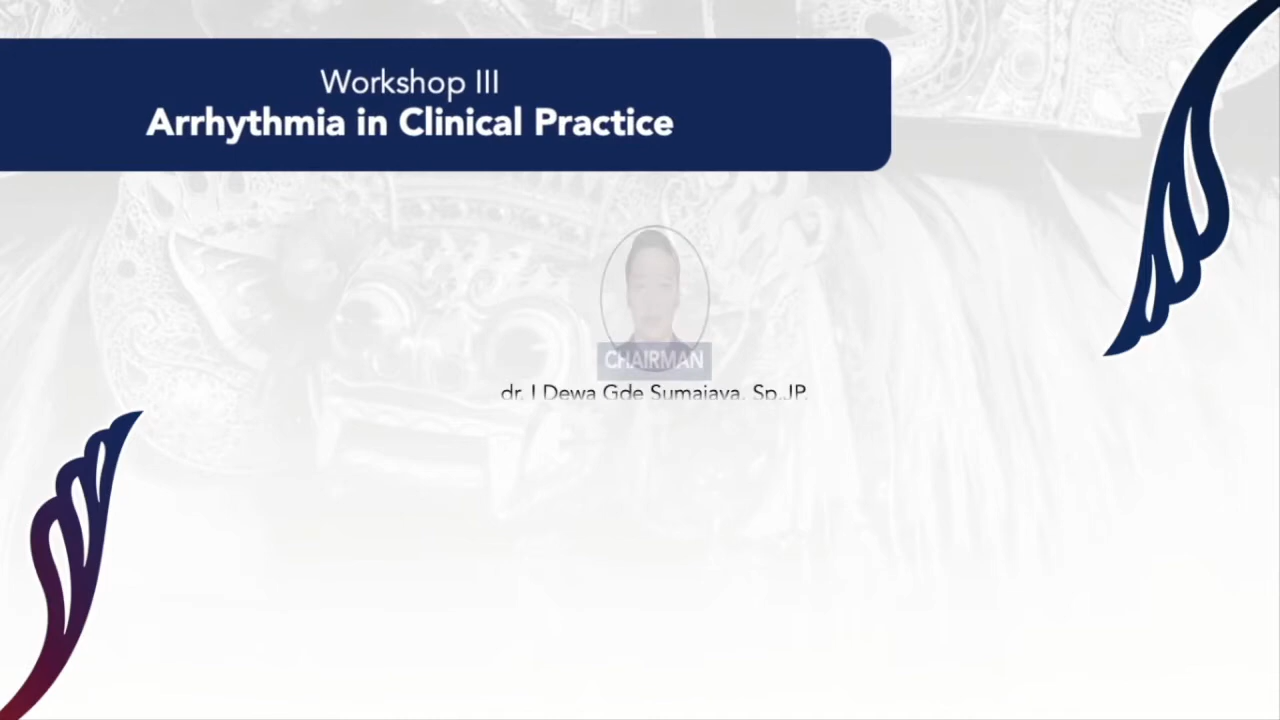 Workshop III
Arrhythmia in Clinical Practice
CHAIRMAN
dr. I Dewa Gde Sumajaya, Sp.JP.